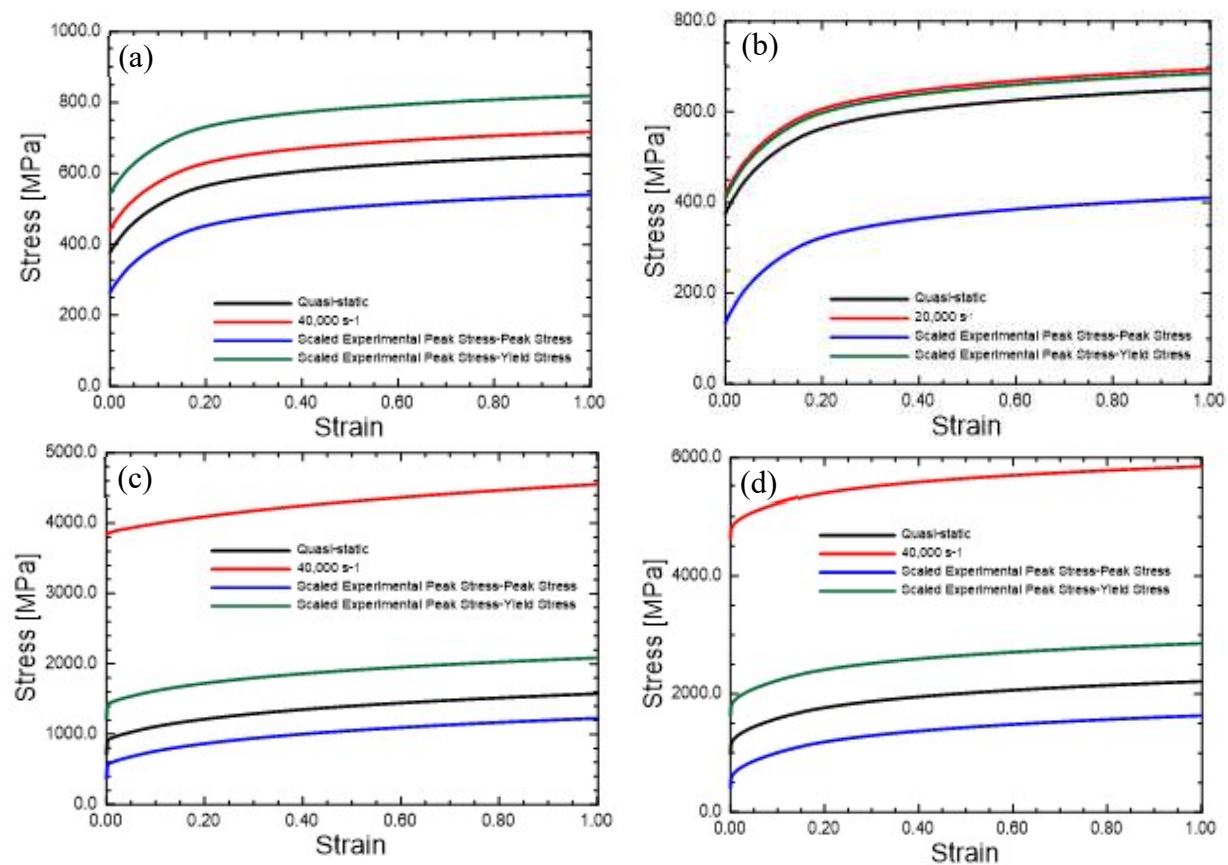 (a)
1000.0
800.0
600.0
400.0
200.0
0.0
Stress [MPa]
Quasi-static
40,000 s-1
Scaled Experimental Peak Stress-Peak Stress
Scaled Experimental Peak Stress-Yield Stress
0.00 0.20 0.40 0.60 0.80 1.00
Strain
(b)
800.0
600.0
400.0
200.0
0.0
Stress [MPa]
Quasi-static
20,000 s-1
Scaled Experimental Peak Stress-Peak Stress
Scaled Experimental Peak Stress-Yield Stress
0.00 0.20 0.40 0.60 0.80 1.00
Strain
(c)
5000.0
4000.0
3000.0
2000.0
1000.0
0.0
Stress [MPa]
Quasi-static
40,000 s-1
Scaled Experimental Peak Stress-Peak Stress
Scaled Experimental Peak Stress-Yield Stress
0.00 0.20 0.40 0.60 0.80 1.00
Strain
(d)
6000.0
4000.0
2000.0
0.0
Stress [MPa]
Quasi-static
40,000 s-1
Scaled Experimental Peak Stress-Peak Stress
Scaled Experimental Peak Stress-Yield Stress
0.00 0.20 0.40 0.60 0.80 1.00
Strain